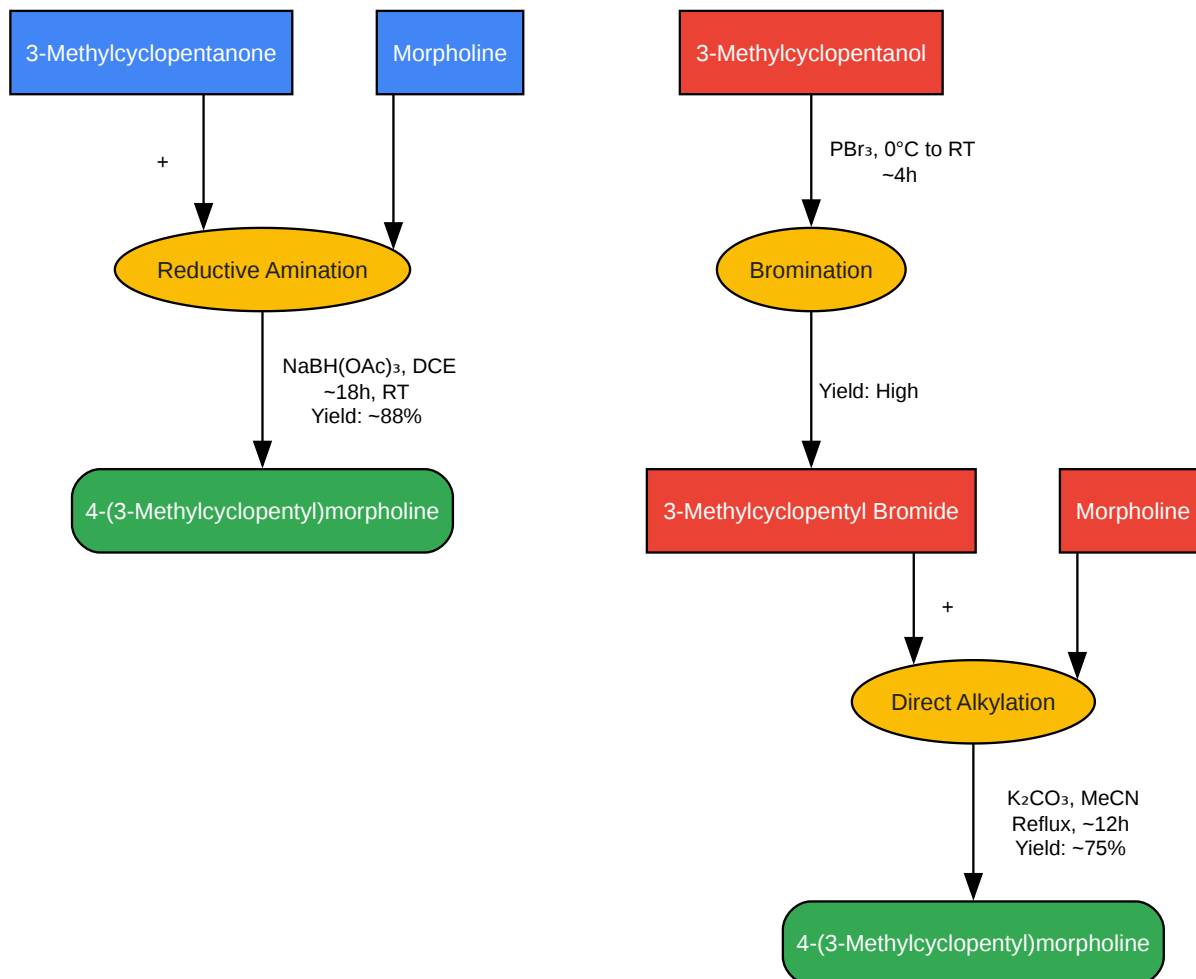 3-Methylcyclopentanone
Morpholine
3-Methylcyclopentanol
+
PBr₃, 0°C to RT
~4h
Reductive Amination
Bromination
NaBH(OAc)₃, DCE
~18h, RT
Yield: ~88%
Yield: High
4-(3-Methylcyclopentyl)morpholine
3-Methylcyclopentyl Bromide
Morpholine
+
Direct Alkylation
K₂CO₃, MeCN
Reflux, ~12h
Yield: ~75%
4-(3-Methylcyclopentyl)morpholine